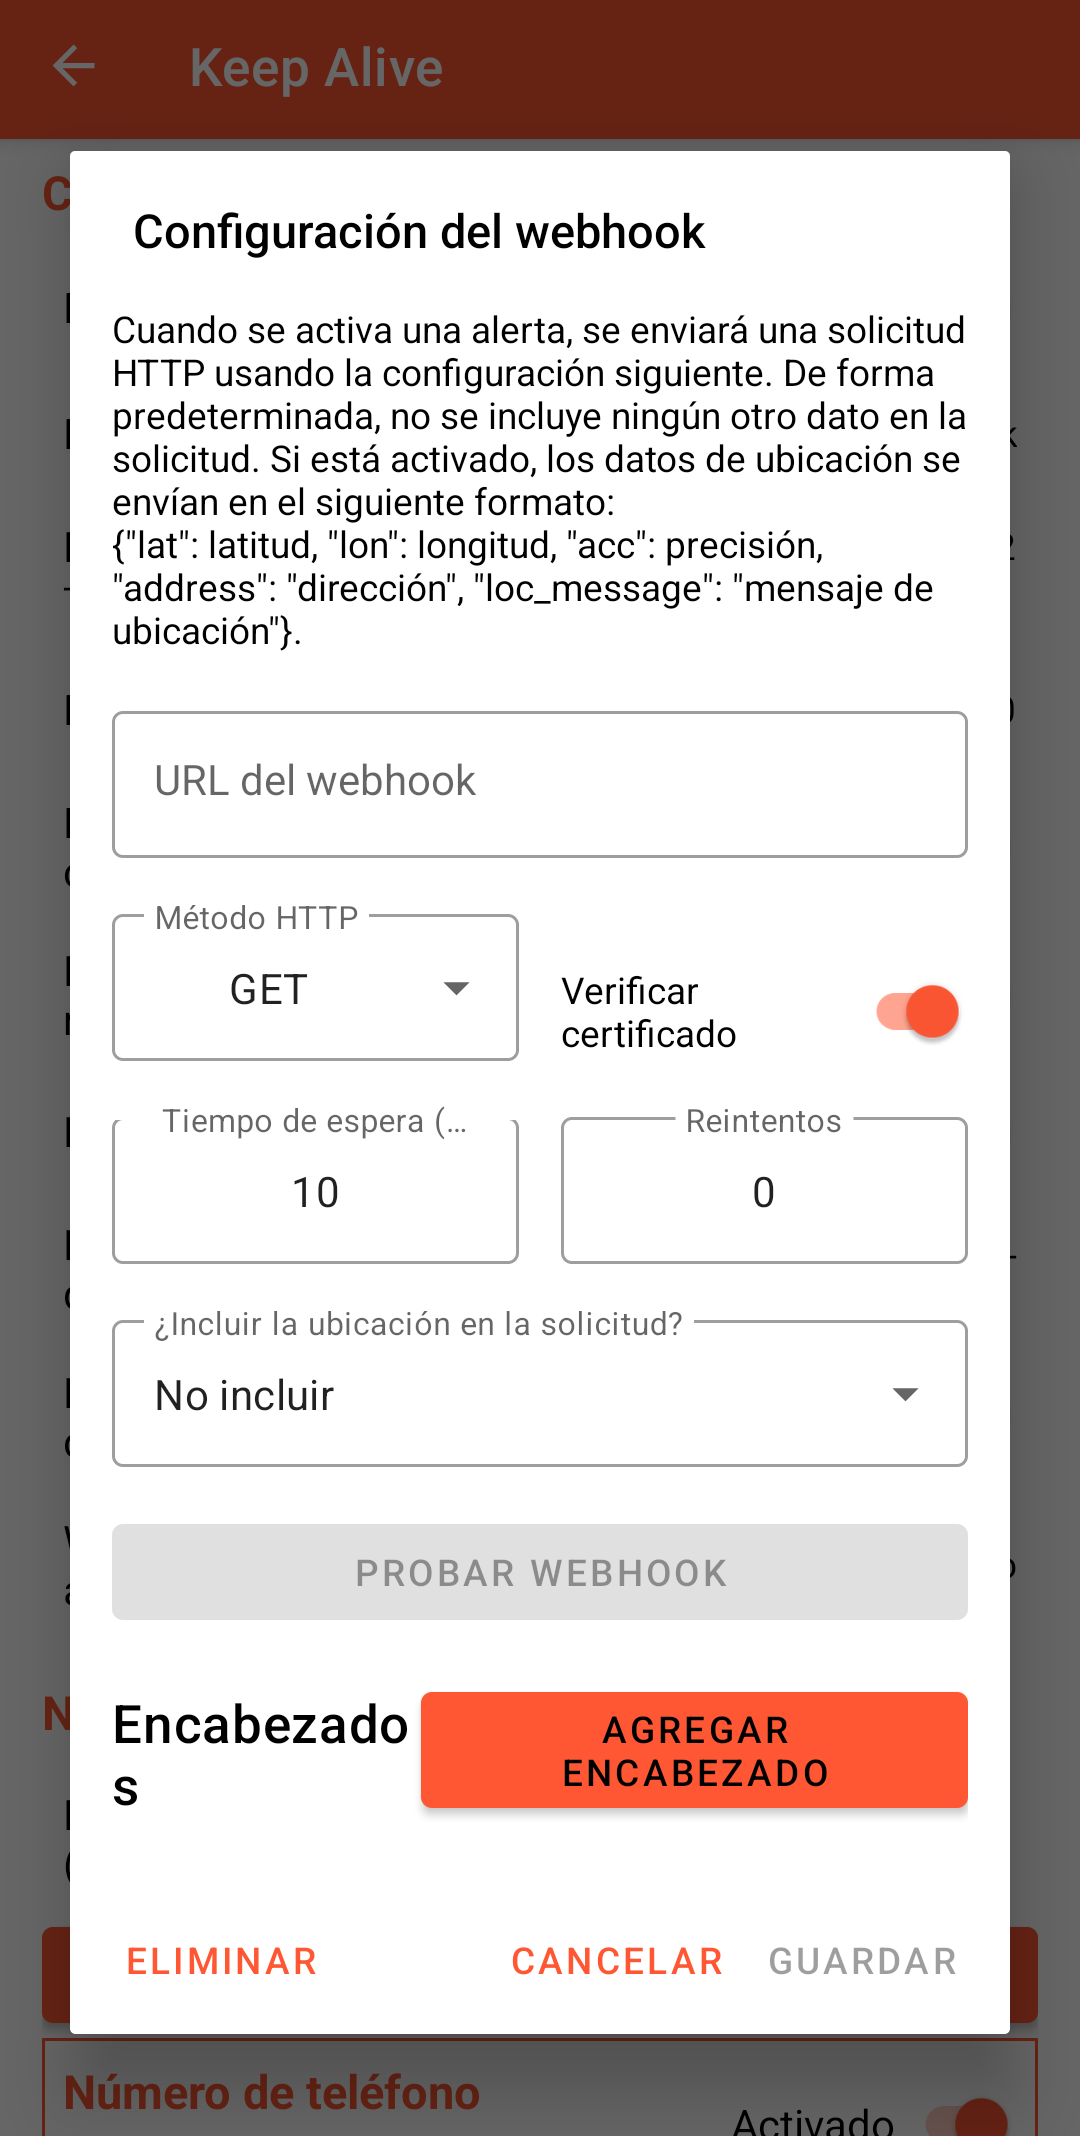 Keep Alive
Configuración del webhook
Cuando se activa una alerta, se enviará una solicitud
HTTP usando la configuración siguiente. De forma
predeterminada, no se incluye ningún otro dato en la
solicitud. Si está activado, los datos de ubicación se
envían en el siguiente formato:
{"lat": latitud, "lon": longitud, "acc": precisión,
"address": "dirección", "loc_message": "mensaje de
ubicación"}.
URL del webhook
Método HTTP
GET
Verificar
certificado
Tiempo de espera (…
10
Reintentos
0
¿Incluir la ubicación en la solicitud?
No incluir
PROBAR WEBHOOK
Encabezado
s
AGREGAR
ENCABEZADO
ELIMINAR
CANCELAR
GUARDAR
Número de teléfono
Activado